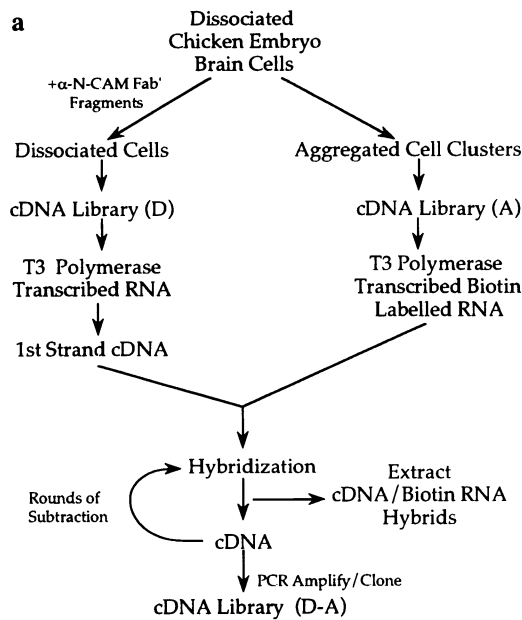 a
Dissociated
Chicken Embryo
Brain Cells
+α-N-CAM Fab'
Fragments
Dissociated Cells
Aggregated Cell Clusters
cDNA Library (D)
cDNA Library (A)
T3 Polymerase
Transcribed RNA
T3 Polymerase
Transcribed Biotin
Labelled RNA
1st Strand cDNA
Hybridization
Extract
cDNA/Biotin RNA
Hybrids
Rounds of
Subtraction
cDNA
PCR Amplify/Clone
cDNA Library (D-A)